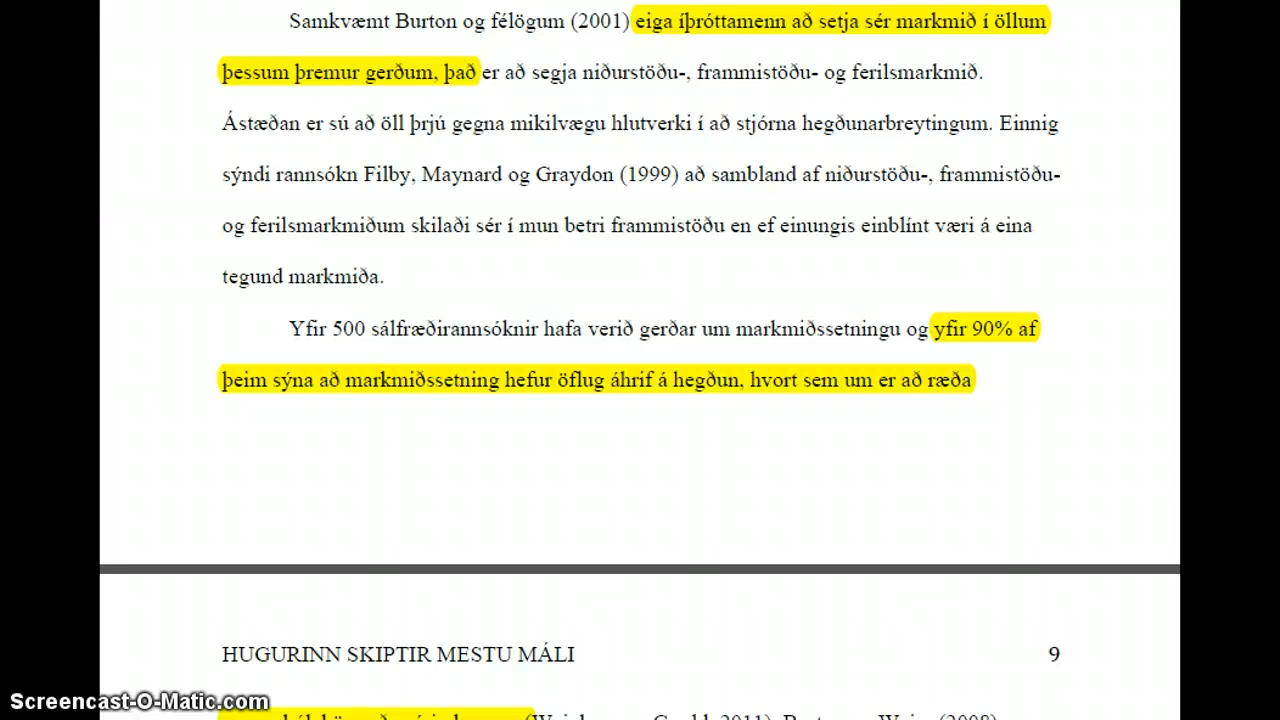 Samkvæmt Burton og félögum (2001) eiga íþróttamenn að setja sér markmið í öllum
þessum þremur gerðum, það er að segja niðurstöðu-, frammistöðu- og ferilsmarkmið.
Ástæðan er sú að öll þrjú gegna mikilvægu hlutverki í að stjórna hegðunarbreytingum. Einnig
sýndi rannsókn Filby, Maynard og Graydon (1999) að sambland af niðurstöðu-, frammistöðu-
og ferilsmarkmiðum skilaði sér í mun betri frammistöðu en ef einungis einblínt væri á eina
tegund markmiða.
Yfir 500 sálfræðirannsóknir hafa verið gerðar um markmiðssetningu og yfir 90% af
þeim sýna að markmiðssetning hefur öflug áhrif á hegðun, hvort sem um er að ræða
HUGURINN SKIPTIR MESTU MÁLI 9
Screencast-O-Matic.com